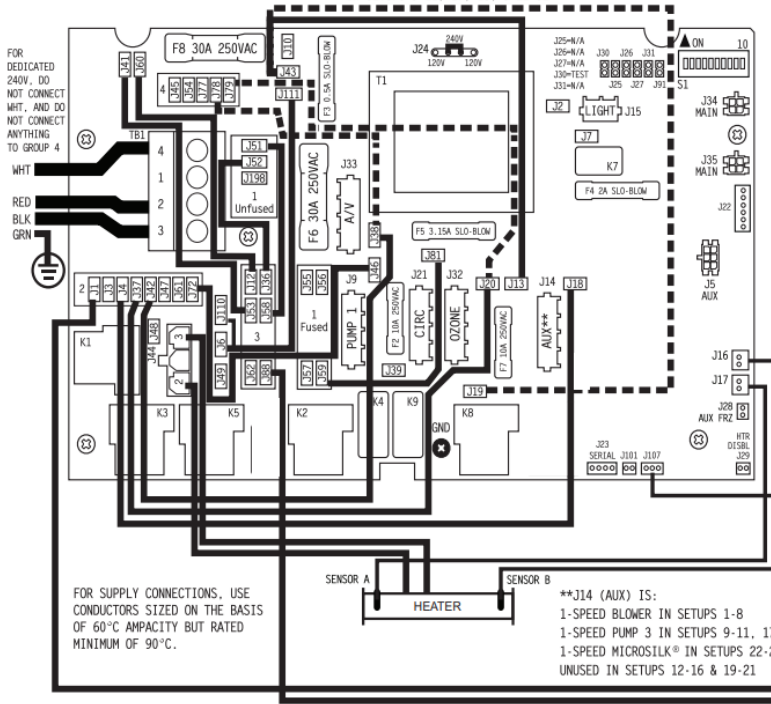 FOR
DEDICATED
240V, DO
NOT CONNECT
WHT, AND DO
NOT CONNECT
ANYTHING
TO GROUP 4
WHT
RED
BLK
GRN
J41
J60
F8 30A 250VAC
4
J45
J54
J77
J78
J79
J10
J43
J111
F3 0.5A SLO-BLOW
J24
240V
120V
120V
T1
J25=N/A
J26=N/A
J27=N/A
J30=TEST
J31=N/A
J30
J26
J31
J25
J27
J91
ON
10
S1
J2
LIGHT
J15
J7
K7
F4 2A SLO-BLOW
J34
MAIN
J35
MAIN
J22
J5
AUX
TB1
4
1
2
3
J51
J52
J198
1
Unfused
F6 30A 250VAC
J33
A/V
J38
J46
F5 3.15A SLO-BLOW
J81
2
J1
J3
J4
J37
J42
J47
J61
J72
J110
J6
J49
J12
J36
J53
J58
3
J62
J88
J55
J56
1
Fused
J57
J59
J9
PUMP 1
F2 10A 250VAC
J21
CIRC
J32
OZONE
J20
J13
F7 10A 250VAC
J14
AUX**
J18
J39
J19
K1
J48
J44
3
2
K3
K5
K2
K4
K9
K8
GND
J16
J17
J28
AUX FRZ
HTR
DISBL
J29
J23
SERIAL
J101
J107
SENSOR A
SENSOR B
HEATER
FOR SUPPLY CONNECTIONS, USE
CONDUCTORS SIZED ON THE BASIS
OF 60°C AMPACITY BUT RATED
MINIMUM OF 90°C.
**J14 (AUX) IS:
1-SPEED BLOWER IN SETUPS 1-8
1-SPEED PUMP 3 IN SETUPS 9-11,
1-SPEED MICROSILK® IN SETUPS
UNUSED IN SETUPS 12-16 & 19-21